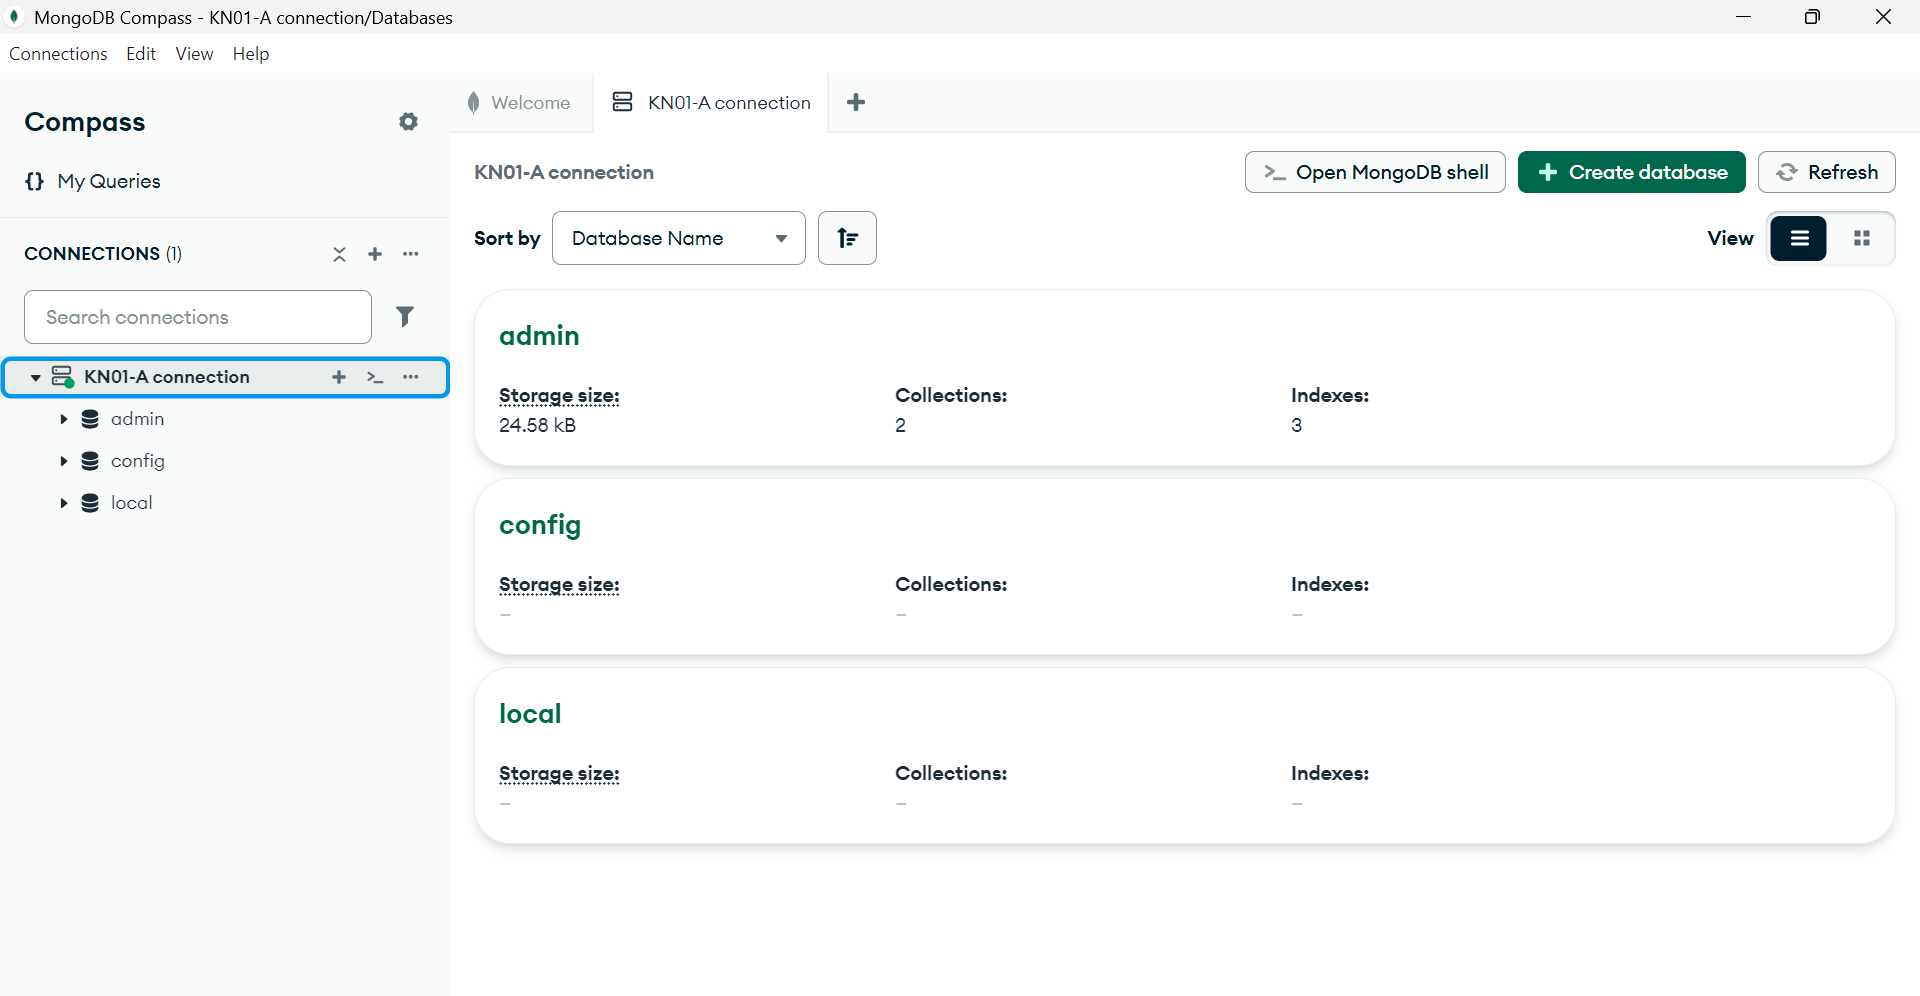 MongoDB Compass - KN01-A connection/Databases
Connections Edit View Help
Compass
{} My Queries
CONNECTIONS (1)
Search connections
KN01-A connection
admin
config
local
Welcome
KN01-A connection
KN01-A connection
>_ Open MongoDB shell
+ Create database
Refresh
Sort by Database Name
View
admin
Storage size: Collections: Indexes:
24.58 kB 2 3
config
Storage size: Collections: Indexes:
– – –
local
Storage size: Collections: Indexes:
– – –